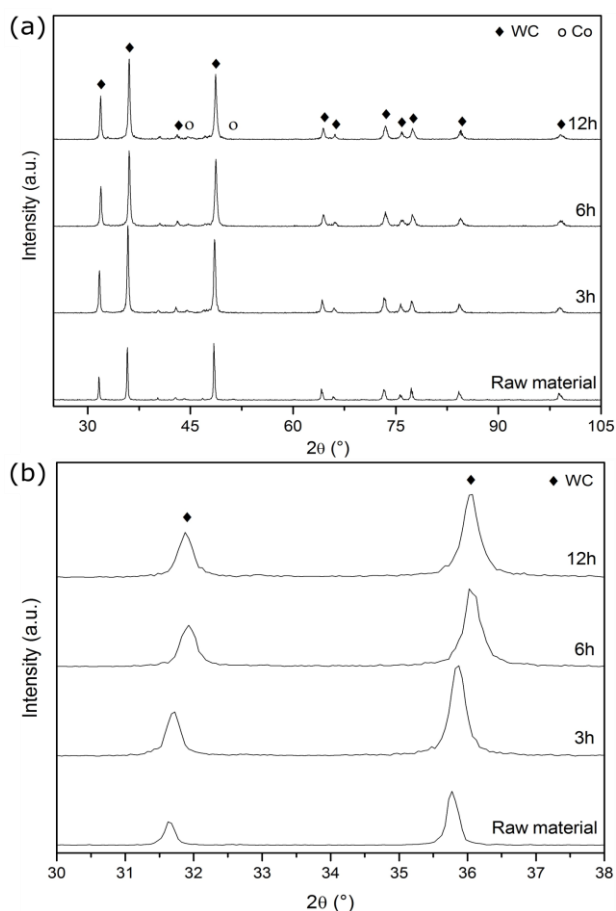 (a)
◆ WC o Co
12h
6h
3h
Raw material
Intensity (a.u.)
30 45 60 75 90 105
2θ (°)
(b)
◆ WC
12h
6h
3h
Raw material
Intensity (a.u.)
30 31 32 33 34 35 36 37 38
2θ (°)